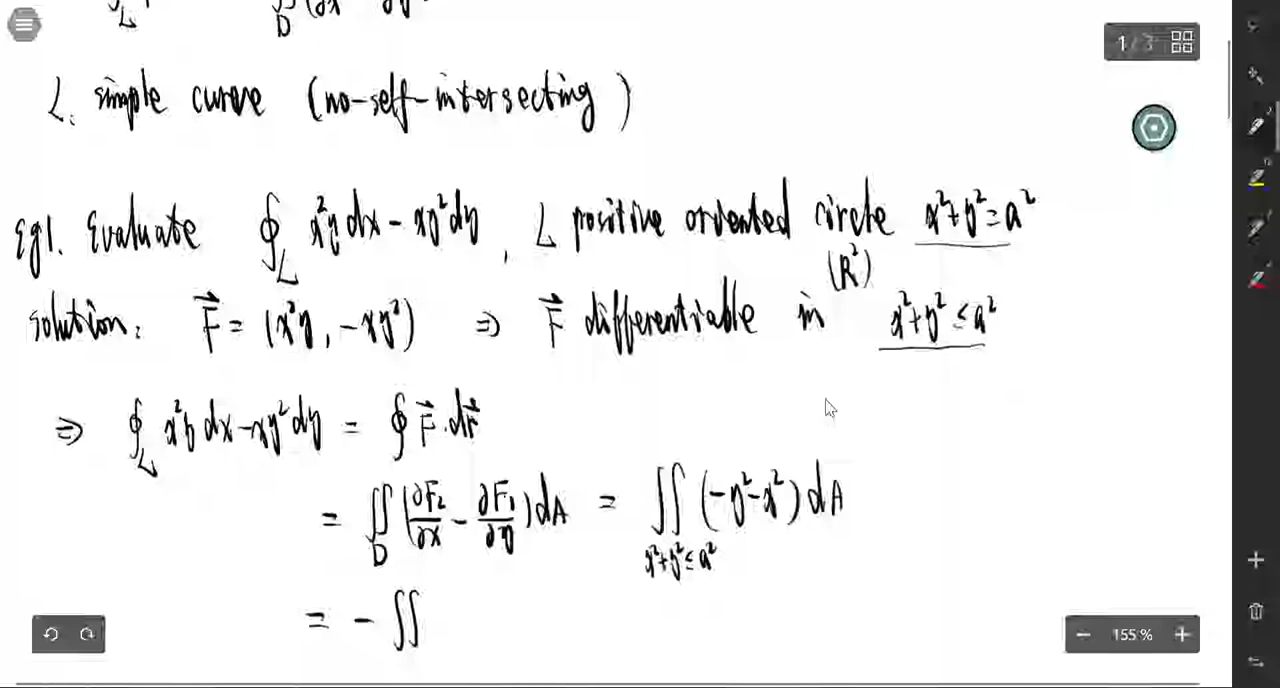 L D (∂x ∂y
1 / 3
L. simple curve (no-self-intersecting)
Eg1. Evaluate ∮_L x²y dx - xy² dy, L positive oriented circle x²+y²=a²
(R²)
solution: F⃗ = (x²y, -xy²) ⇒ F⃗ differentiable in x²+y² ≤ a²
⇒ ∮_L x²y dx - xy² dy = ∮ F⃗ · dr⃗
= ∬_D (∂F₂/∂x - ∂F₁/∂y) dA = ∬_{x²+y²≤a²} (-y²-x²) dA
= - ∬
155 %